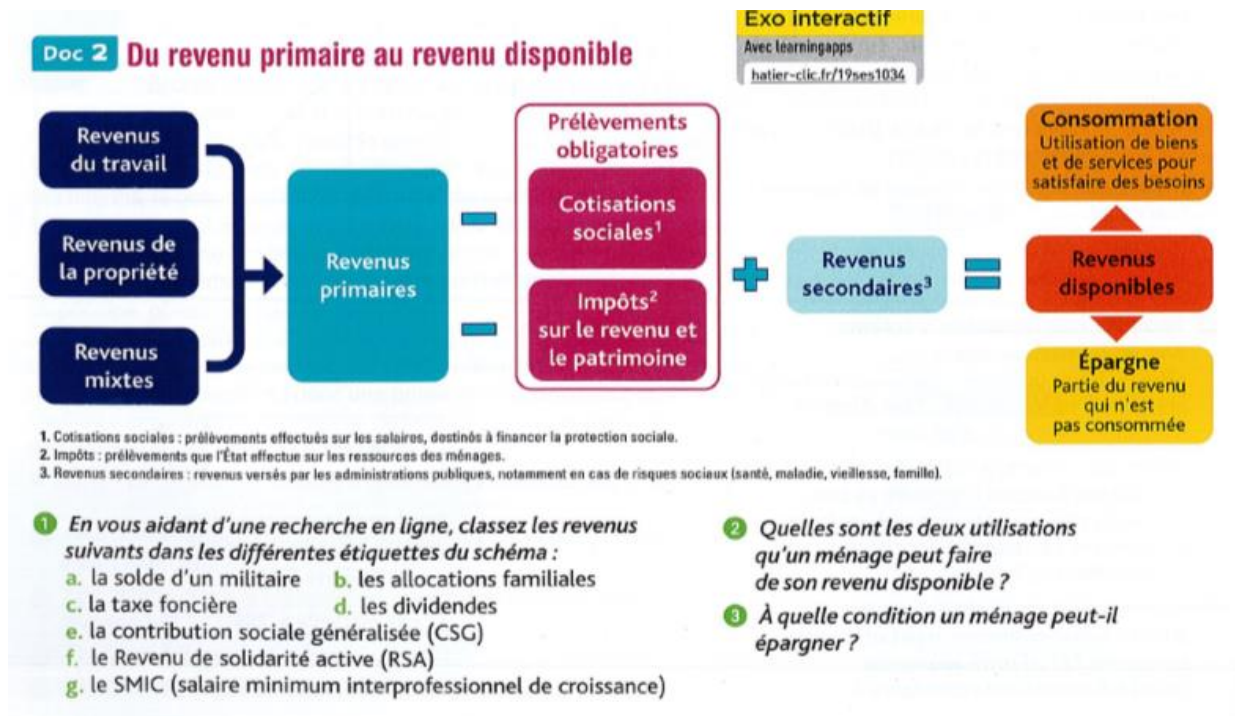 Exo interactif
Avec learningapps
hatier-clic.fr/19ses1034
Doc 2 Du revenu primaire au revenu disponible
Revenus
du travail
Revenus de
la propriété
Revenus
mixtes
Revenus
primaires
Prélèvements
obligatoires
Cotisations
sociales¹
Impôts²
sur le revenu et
le patrimoine
Revenus
secondaires³
Consommation
Utilisation de biens
et de services pour
satisfaire des besoins
Revenus
disponibles
Épargne
Partie du revenu
qui n'est
pas consommée
1. Cotisations sociales : prélèvements effectués sur les salaires, destinés à financer la protection sociale.
2. Impôts : prélèvements que l'État effectue sur les ressources des ménages.
3. Revenus secondaires : revenus versés par les administrations publiques, notamment en cas de risques sociaux (santé, maladie, vieillesse, famille).
1 En vous aidant d'une recherche en ligne, classez les revenus
suivants dans les différentes étiquettes du schéma :
a. la solde d'un militaire b. les allocations familiales
c. la taxe foncière d. les dividendes
e. la contribution sociale généralisée (CSG)
f. le Revenu de solidarité active (RSA)
g. le SMIC (salaire minimum interprofessionnel de croissance)
2 Quelles sont les deux utilisations
qu'un ménage peut faire
de son revenu disponible ?
3 À quelle condition un ménage peut-il
épargner ?